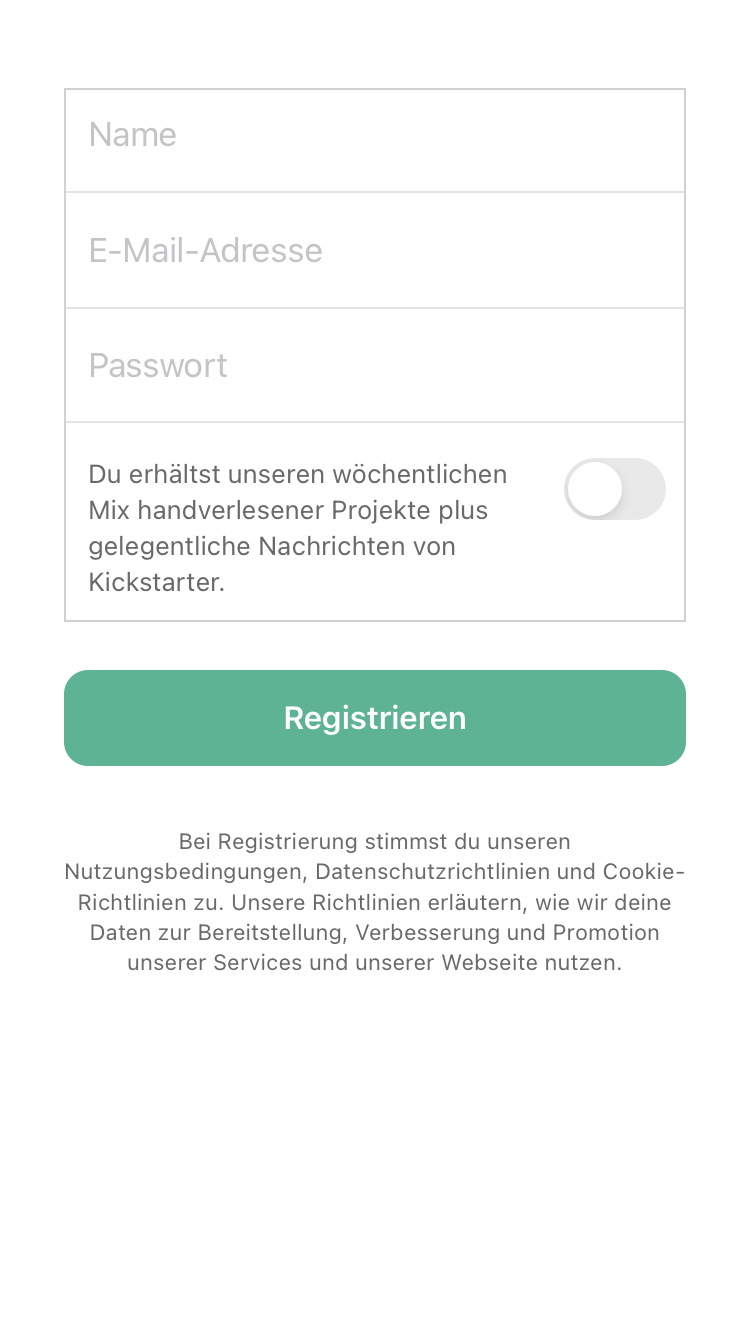 Name
E-Mail-Adresse
Passwort
Du erhältst unseren wöchentlichen
Mix handverlesener Projekte plus
gelegentliche Nachrichten von
Kickstarter.
Registrieren
Bei Registrierung stimmst du unseren
Nutzungsbedingungen, Datenschutzrichtlinien und Cookie-
Richtlinien zu. Unsere Richtlinien erläutern, wie wir deine
Daten zur Bereitstellung, Verbesserung und Promotion
unserer Services und unserer Webseite nutzen.